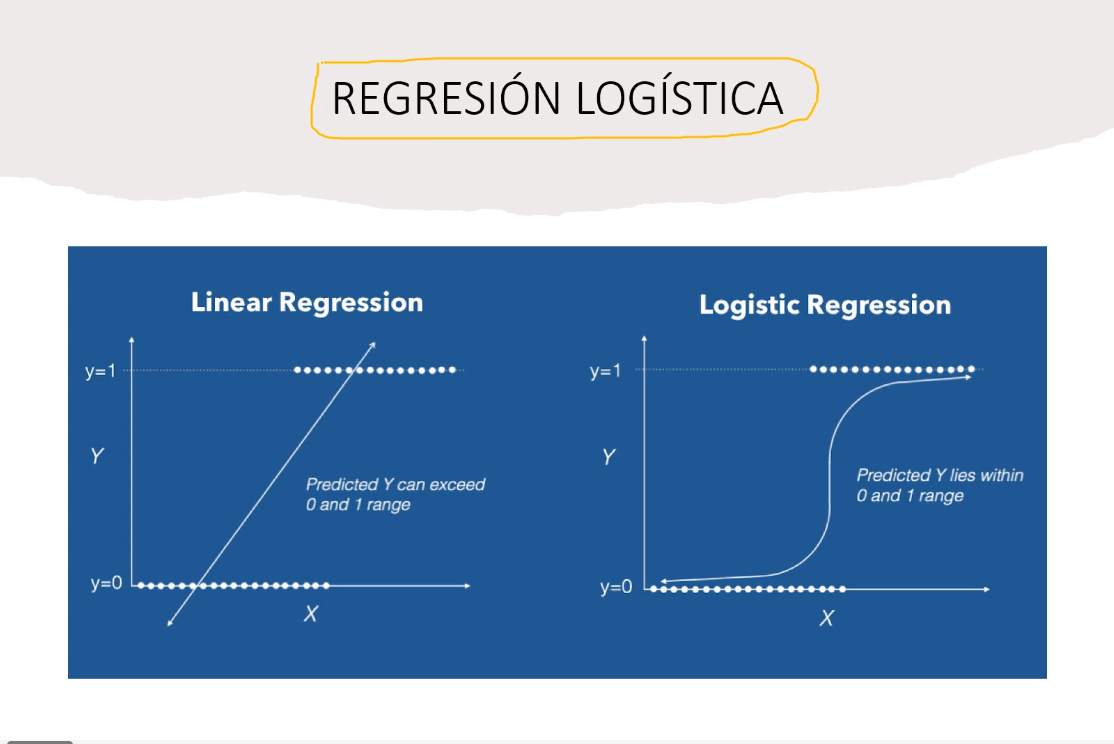 REGRESIÓN LOGÍSTICA
Linear Regression
y=1
Y
Predicted Y can exceed
0 and 1 range
y=0
X
Logistic Regression
y=1
Y
Predicted Y lies within
0 and 1 range
y=0
X